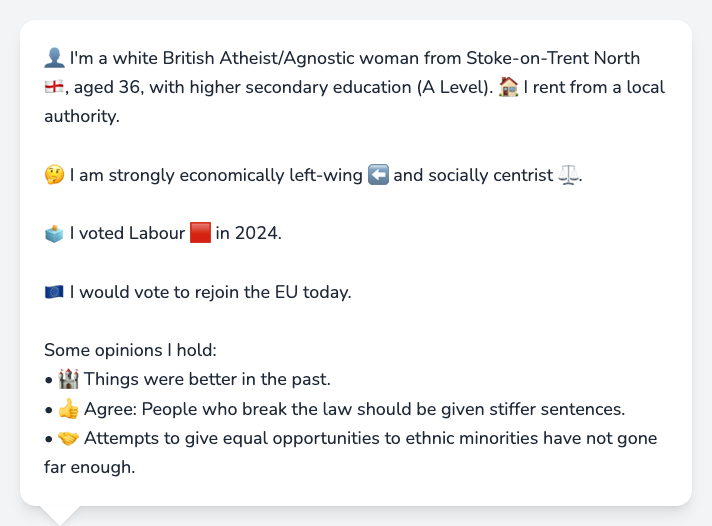 👤 I'm a white British Atheist/Agnostic woman from Stoke-on-Trent North
🏴󠁧󠁢󠁥󠁮󠁧󠁿, aged 36, with higher secondary education (A Level). 🏠 I rent from a local
authority.
🤔 I am strongly economically left-wing ⬅️ and socially centrist ⚖️.
🗳️ I voted Labour 🟥 in 2024.
🇪🇺 I would vote to rejoin the EU today.
Some opinions I hold:
• 🏰 Things were better in the past.
• 👍 Agree: People who break the law should be given stiffer sentences.
• 🤝 Attempts to give equal opportunities to ethnic minorities have not gone
far enough.